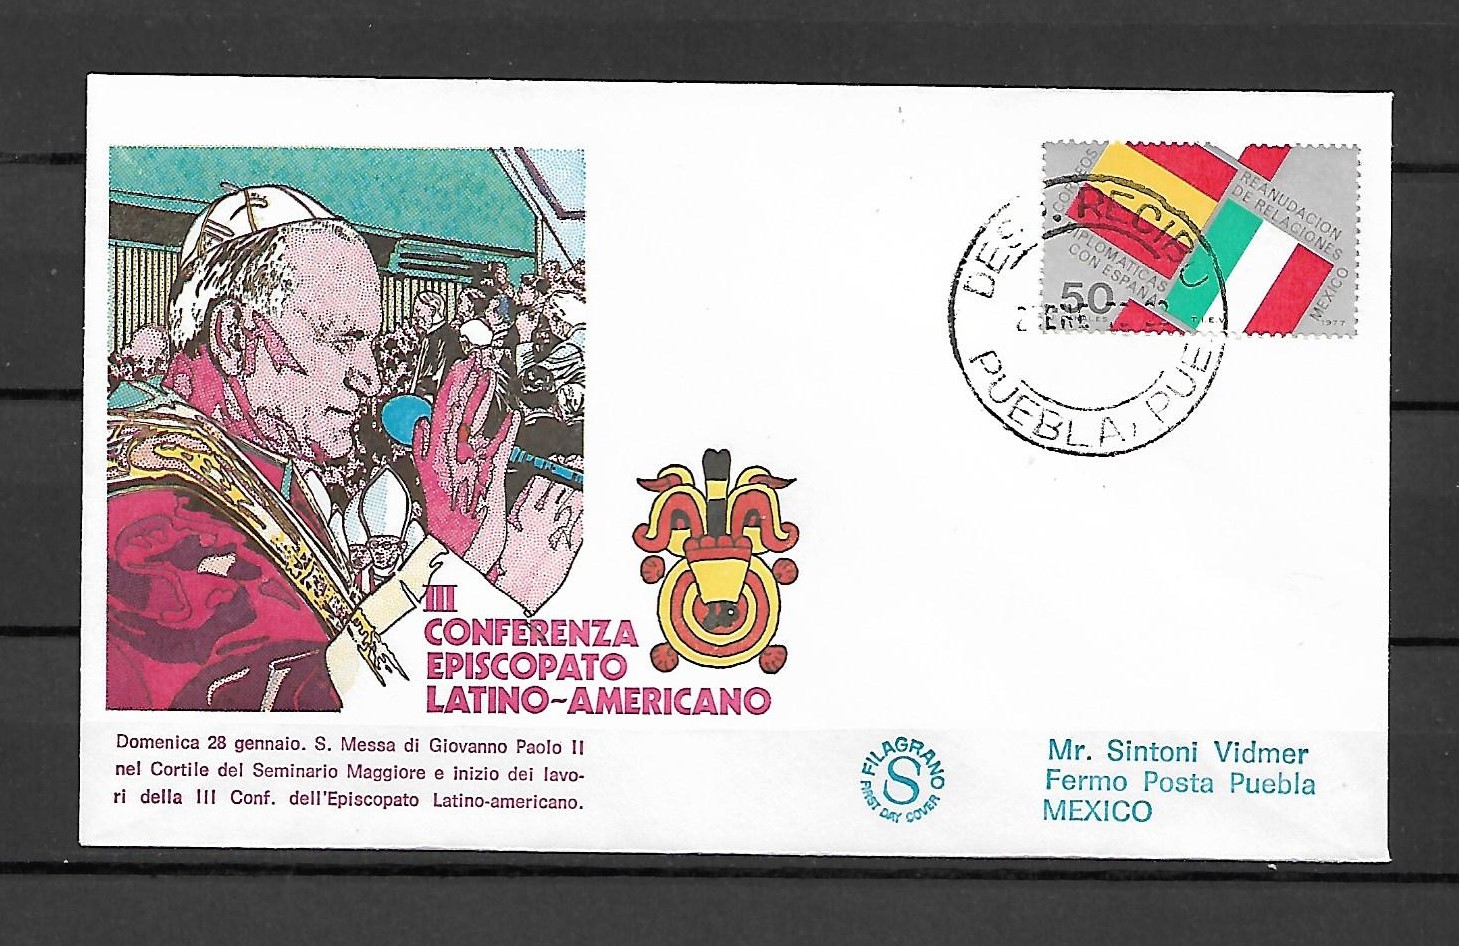 CORREOS
REANUDACION
DE RELACIONES
DIPLOMATICAS
CON ESPAÑA
MEXICO
50
T.I.E.V.
1977
REGIS
PUEBLA, PUE
III
CONFERENZA
EPISCOPATO
LATINO-AMERICANO
Domenica 28 gennaio. S. Messa di Giovanno Paolo II
nel Cortile del Seminario Maggiore e inizio dei lavo-
ri della III Conf. dell'Episcopato Latino-americano.
FILAGRANO
S
FIRST DAY COVER
Mr. Sintoni Vidmer
Fermo Posta Puebla
MEXICO